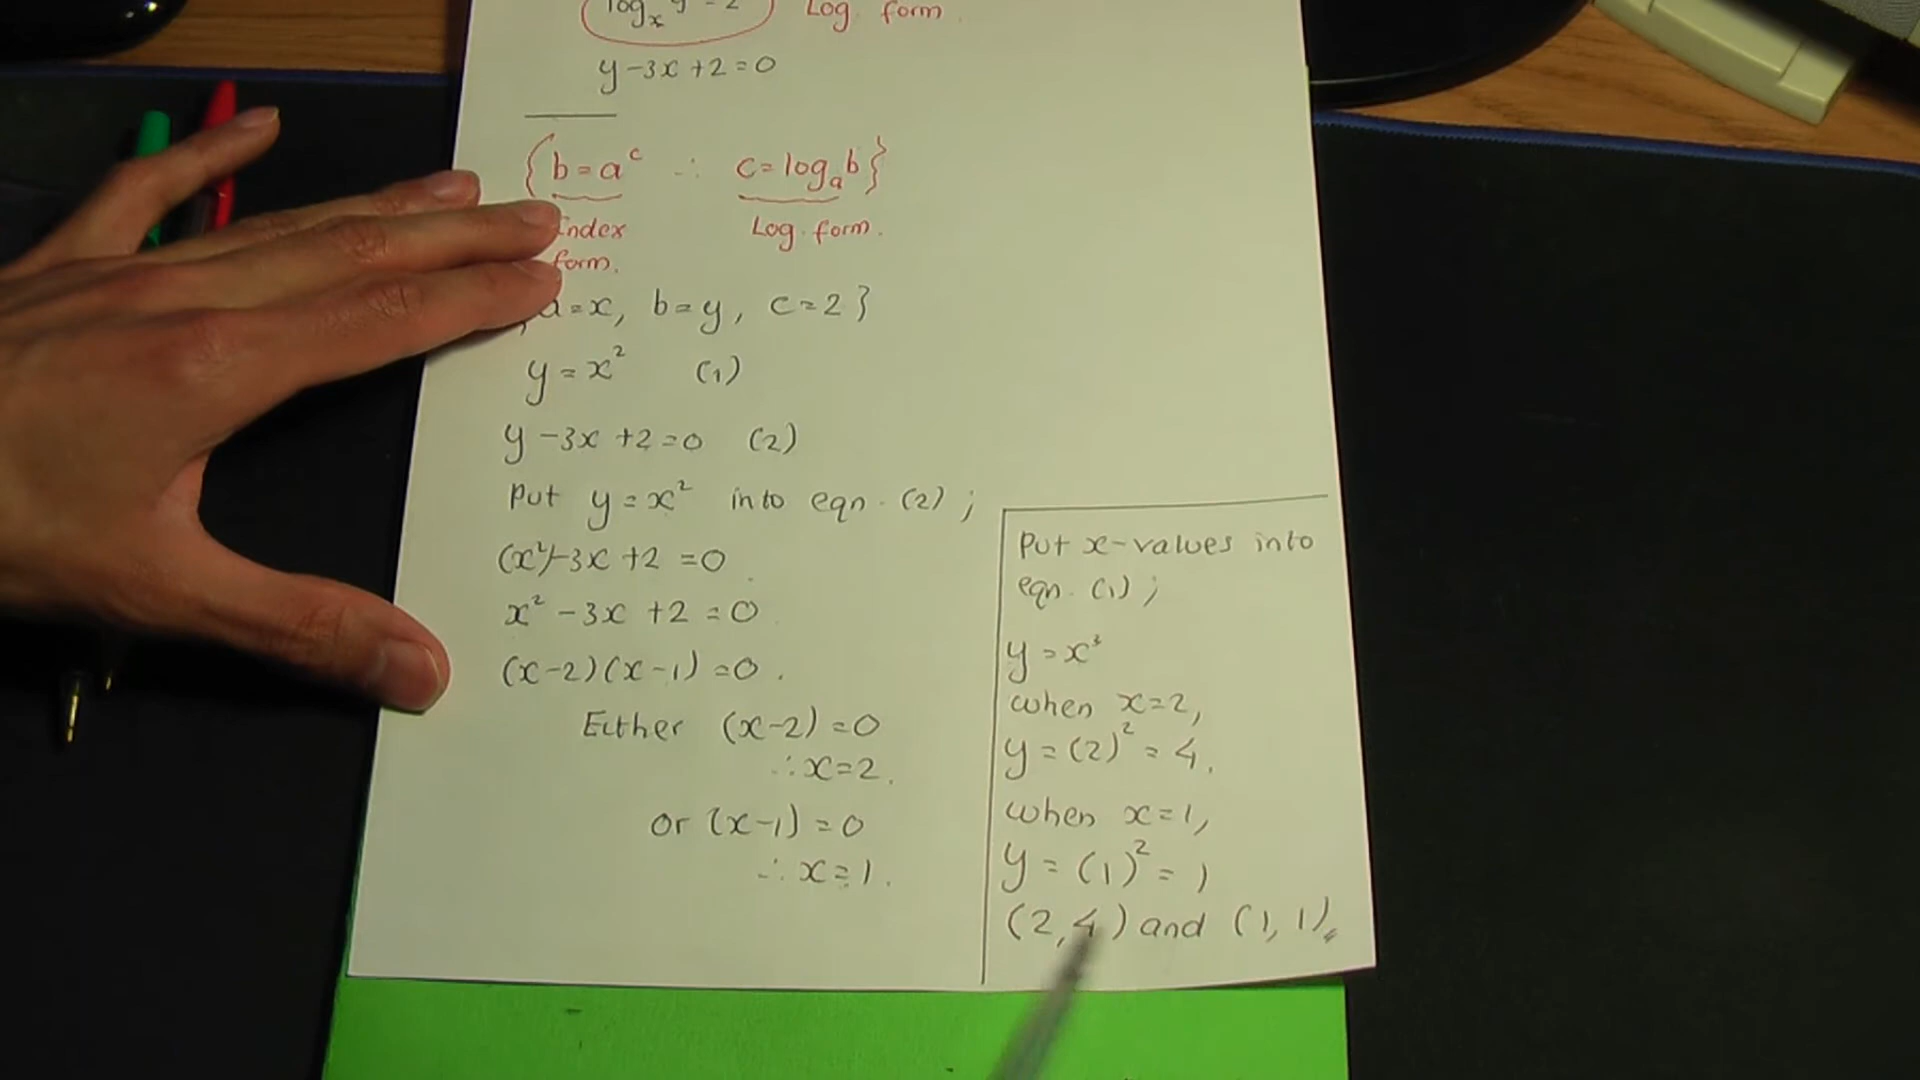 log_x y = 2 Log form.
y - 3x + 2 = 0
{b = a^c ∴ c = log_a b}
Index form. Log form.
a = x, b = y, c = 2}
y = x² (1)
y - 3x + 2 = 0 (2)
Put y = x² into eqn. (2);
(x²) - 3x + 2 = 0
x² - 3x + 2 = 0
(x - 2)(x - 1) = 0.
Either (x - 2) = 0
∴ x = 2.
or (x - 1) = 0
∴ x = 1.
Put x-values into
eqn. (1);
y = x²
when x = 2,
y = (2)² = 4.
when x = 1,
y = (1)² = 1
(2, 4) and (1, 1)